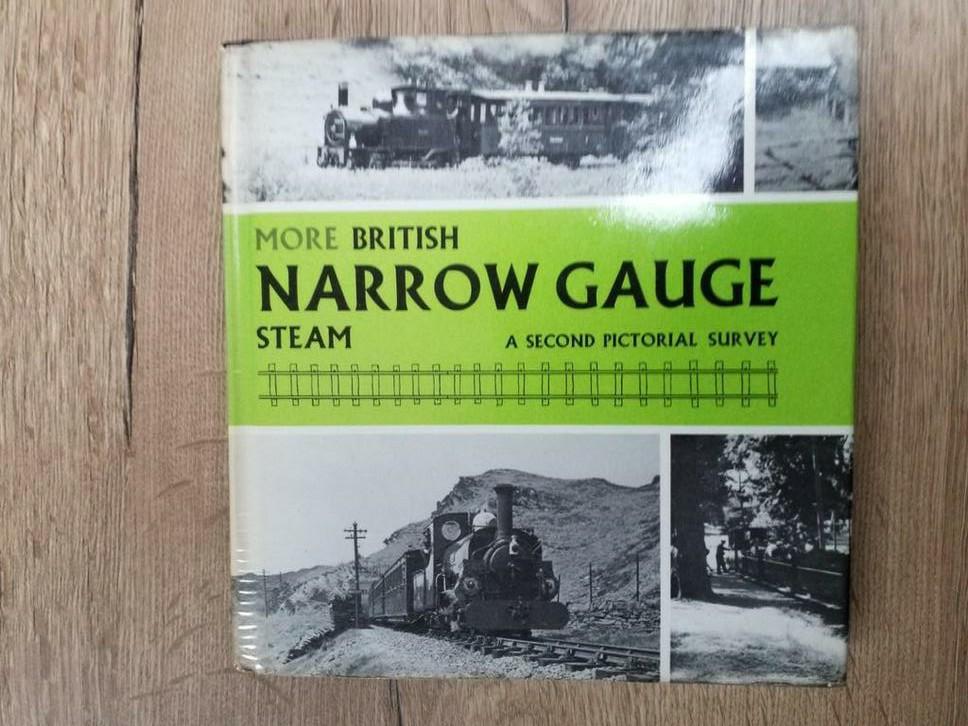 MORE BRITISH
NARROW GAUGE
STEAM A SECOND PICTORIAL SURVEY